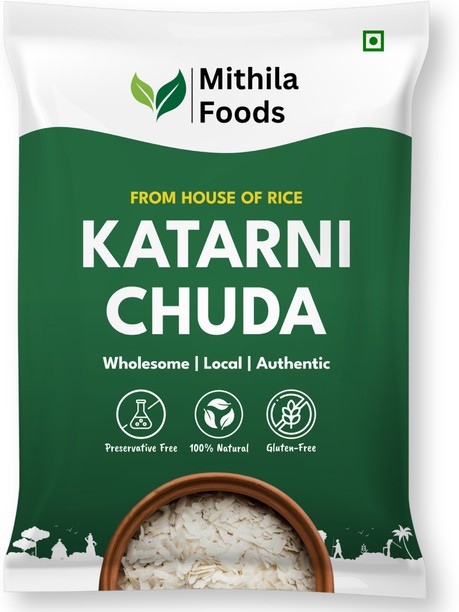 Mithila
Foods
FROM HOUSE OF RICE
KATARNI
CHUDA
Wholesome | Local | Authentic
Preservative Free 100% Natural Gluten-Free